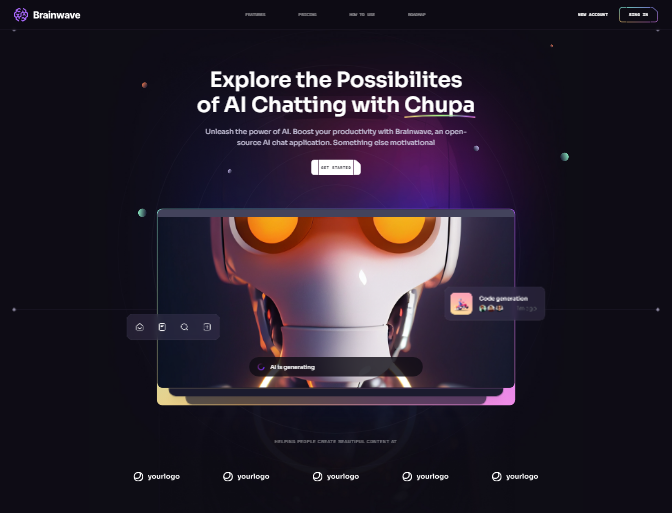 Brainwave
FEATURES
PRICING
HOW TO USE
ROADMAP
NEW ACCOUNT
SIGN IN
Explore the Possibilites
of AI Chatting with Chupa
Unleash the power of AI. Boost your productivity with Brainwave, an open-
source AI chat application. Something else motivational
GET STARTED
Code generation
AI is generating
HELPING PEOPLE CREATE BEAUTIFUL CONTENT AT
yourlogo
yourlogo
yourlogo
yourlogo
yourlogo